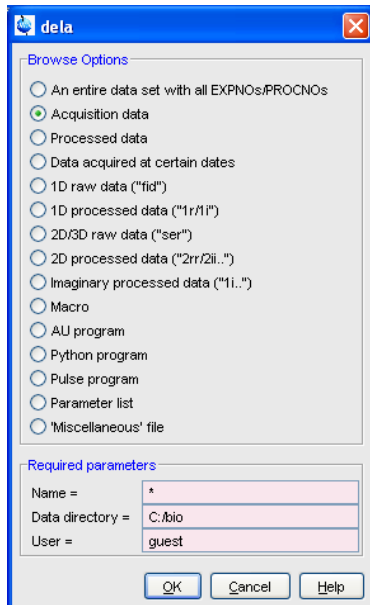 dela
Browse Options
An entire data set with all EXPNOs/PROCNOs
Acquisition data
Processed data
Data acquired at certain dates
1D raw data ("fid")
1D processed data ("1r/1i")
2D/3D raw data ("ser")
2D processed data ("2rr/2ii..")
Imaginary processed data ("1i..")
Macro
AU program
Python program
Pulse program
Parameter list
'Miscellaneous' file
Required parameters
Name = *
Data directory = C:/bio
User = guest
OK Cancel Help